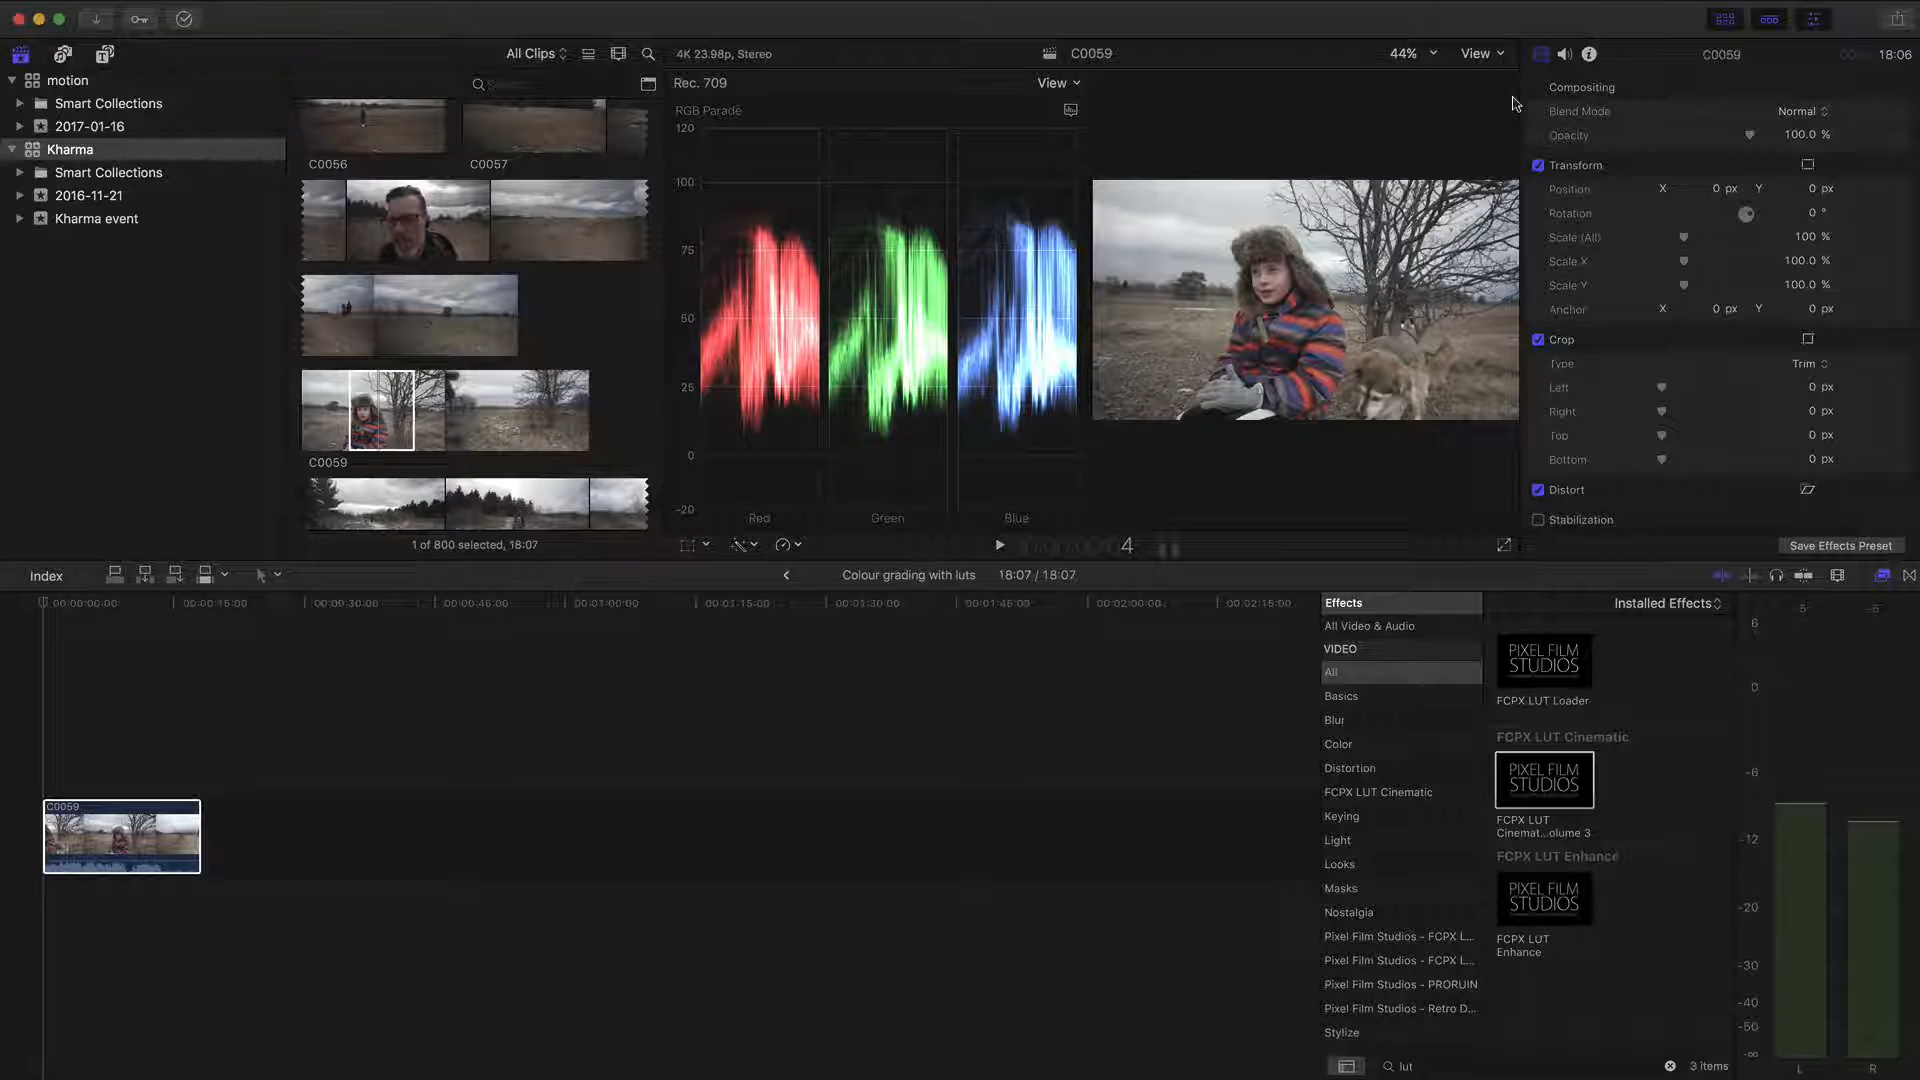 All Clips
4K 23.98p, Stereo
C0059
44%
View
C0059
18:06
motion
Smart Collections
2017-01-16
Kharma
Smart Collections
2016-11-21
Kharma event
C0056
C0057
C0059
1 of 800 selected, 18:07
Rec. 709
View
RGB Parade
120
100
75
50
25
0
-20
Red
Green
Blue
4
Compositing
Blend Mode
Normal
Opacity
100.0 %
Transform
Position
X
0 px
Y
0 px
Rotation
0 °
Scale (All)
100 %
Scale X
100.0 %
Scale Y
100.0 %
Anchor
X
0 px
Y
0 px
Crop
Type
Trim
Left
0 px
Right
0 px
Top
0 px
Bottom
0 px
Distort
Stabilization
Save Effects Preset
Index
Colour grading with luts
18:07 / 18:07
00:00:00:00
00:00:15:00
00:00:30:00
00:00:45:00
00:01:00:00
00:01:15:00
00:01:30:00
00:01:45:00
00:02:00:00
00:02:15:00
C0059
Effects
Installed Effects
All Video & Audio
VIDEO
All
Basics
Blur
Color
Distortion
FCPX LUT Cinematic
Keying
Light
Looks
Masks
Nostalgia
Pixel Film Studios - FCPX L...
Pixel Film Studios - FCPX L...
Pixel Film Studios - PRORUIN
Pixel Film Studios - Retro D...
Stylize
PIXEL FILM
STUDIOS
FCPX LUT Loader
FCPX LUT Cinematic
PIXEL FILM
STUDIOS
FCPX LUT
Cinemat...olume 3
FCPX LUT Enhance
PIXEL FILM
STUDIOS
FCPX LUT
Enhance
lut
3 items
6
0
-6
-12
-20
-30
-40
-50
-∞
L
R